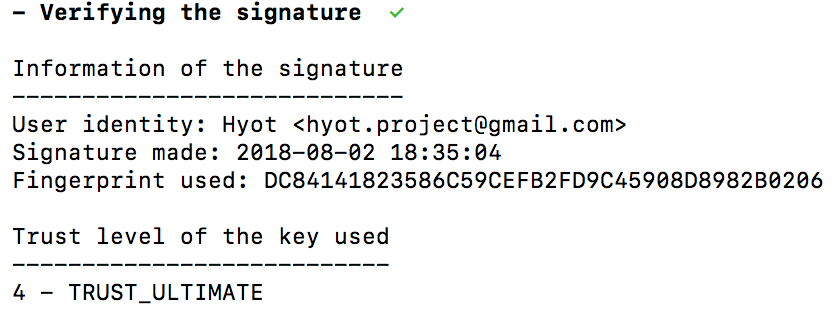 - Verifying the signature ✓
Information of the signature
----------------------------
User identity: Hyot <hyot.project@gmail.com>
Signature made: 2018-08-02 18:35:04
Fingerprint used: DC84141823586C59CEFB2FD9C45908D8982B0206
Trust level of the key used
---------------------------
4 - TRUST_ULTIMATE